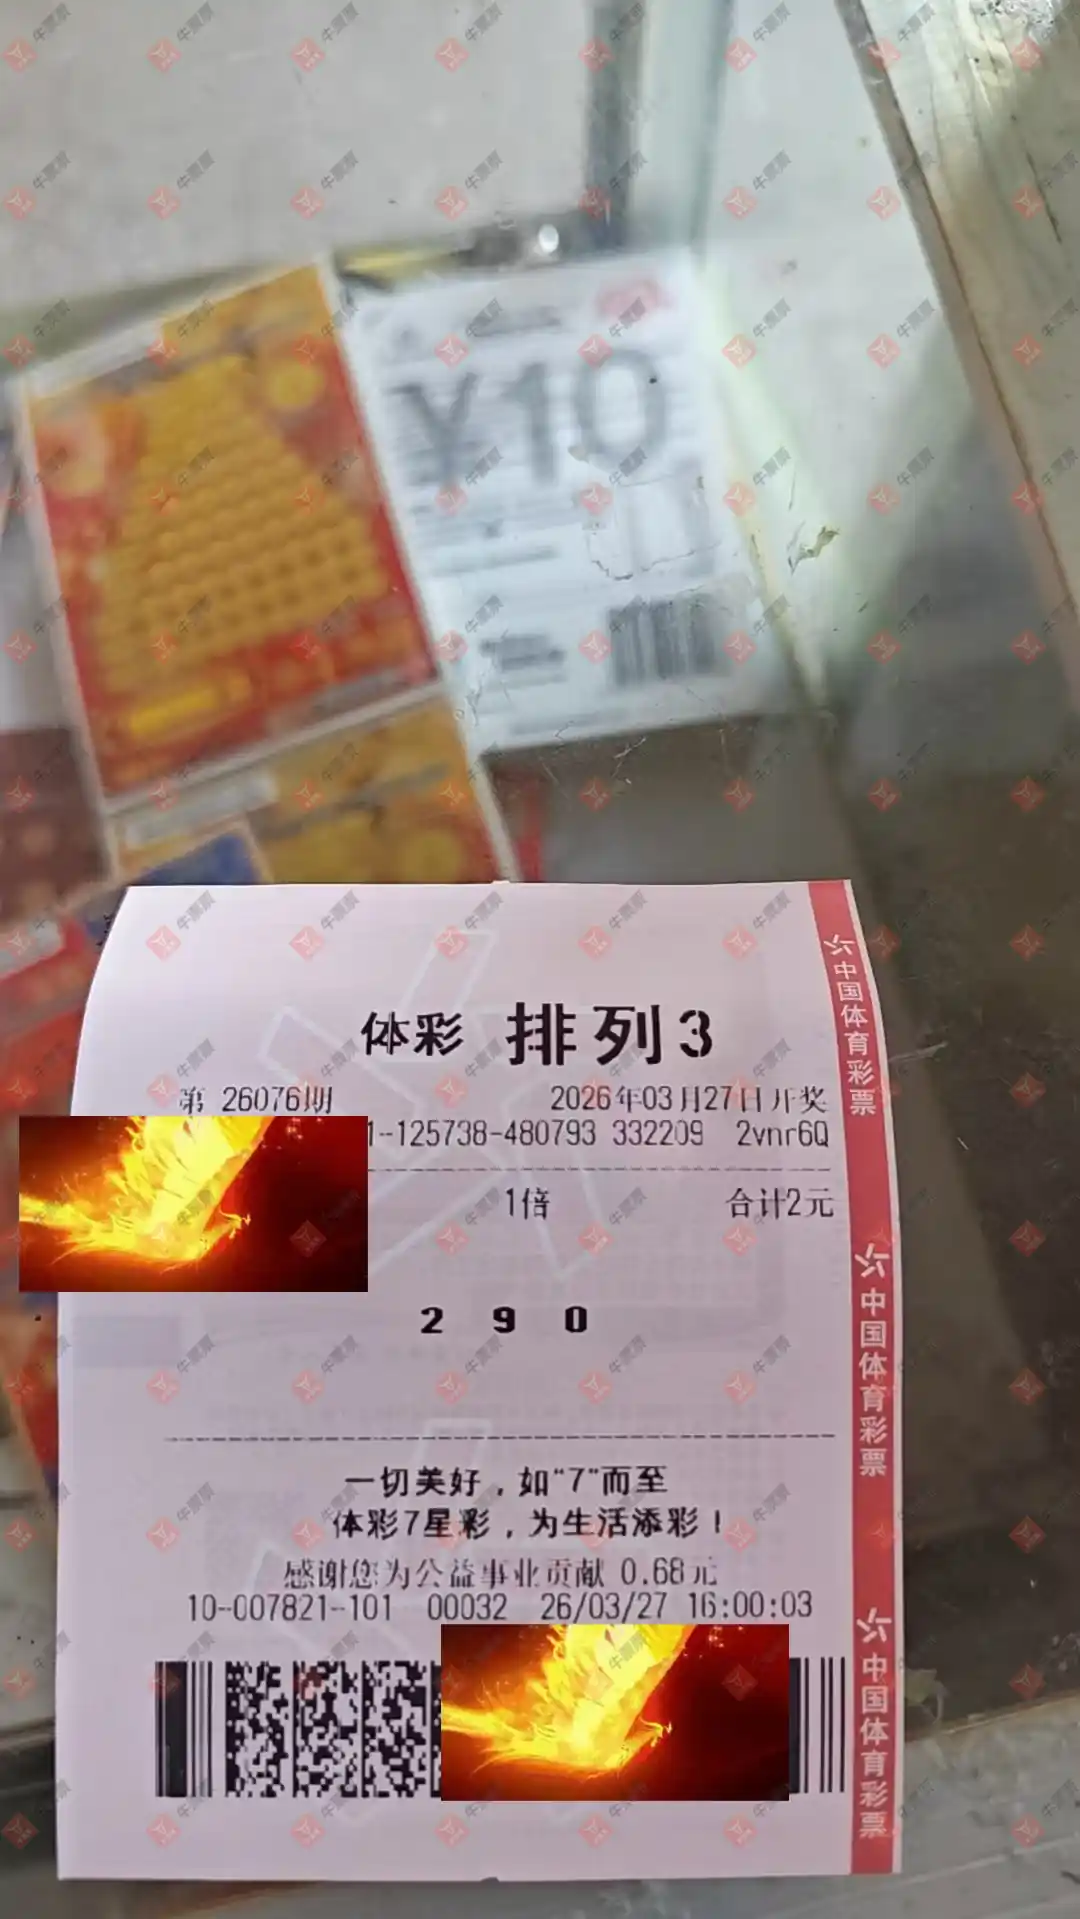 ¥10
体彩 排列3
第 26076期 2026年03月27日开奖
1-125738-480793 332209 2vnr6Q
1倍 合计2元
2 9 0
一切美好，如“7”而至
体彩7星彩，为生活添彩！
感谢您为公益事业贡献 0.68元
10-007821-101 00032 26/03/27 16:00:03
中国体育彩票
中国体育彩票
中国体育彩票
牛票票